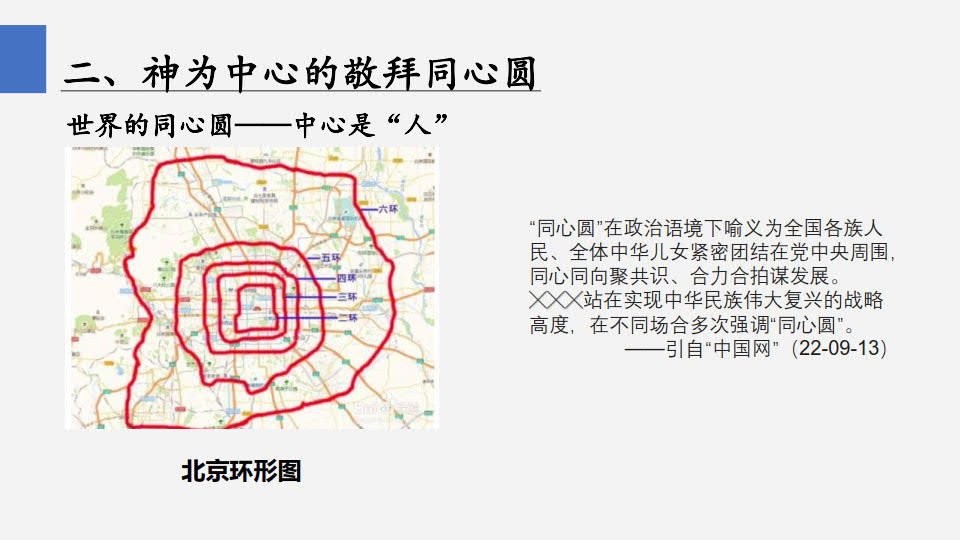 二、神为中心的敬拜同心圆
世界的同心圆——中心是“人”
六环
五环
四环
三环
二环
“同心圆”在政治语境下喻义为全国各族人
民、全体中华儿女紧密团结在党中央周围，
同心同向聚共识、合力合拍谋发展。
╳╳╳站在实现中华民族伟大复兴的战略
高度，在不同场合多次强调“同心圆”。
——引自“中国网”（22-09-13）
北京环形图